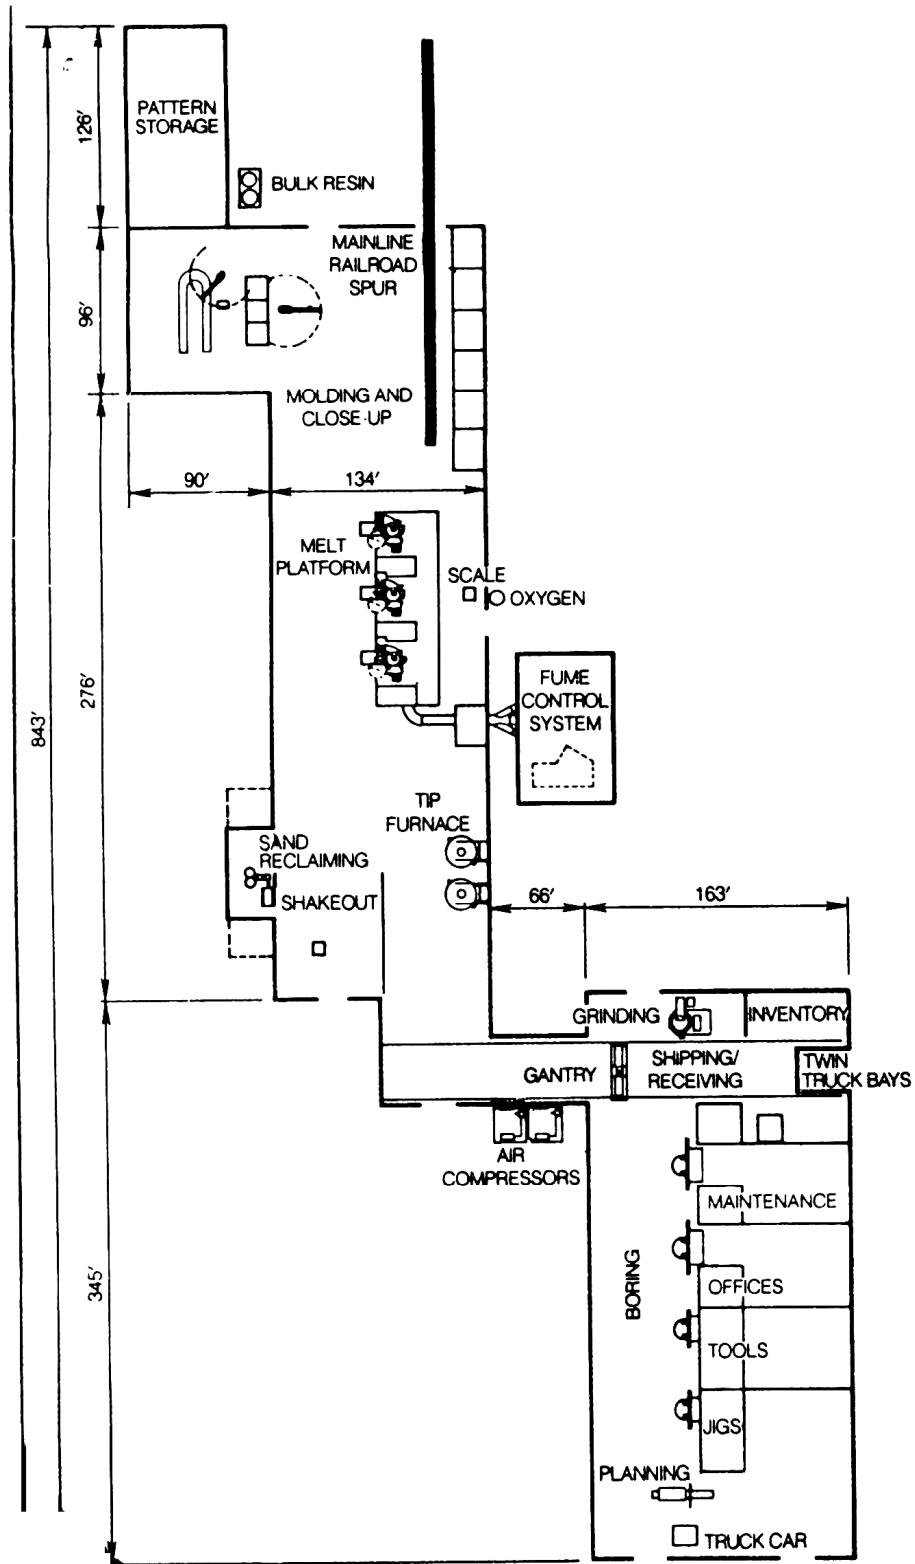 PATTERN
STORAGE
126′
BULK RESIN
MAINLINE
RAILROAD
SPUR
96′
MOLDING AND
CLOSE-UP
90′
134′
MELT
PLATFORM
SCALE
OXYGEN
FUME
CONTROL
SYSTEM
276′
843′
TIP
FURNACE
SAND
RECLAIMING
SHAKEOUT
66′
163′
GRINDING
INVENTORY
GANTRY
SHIPPING/
RECEIVING
TWIN
TRUCK BAYS
AIR
COMPRESSORS
MAINTENANCE
345′
BORING
OFFICES
TOOLS
JIGS
PLANNING
TRUCK CAR